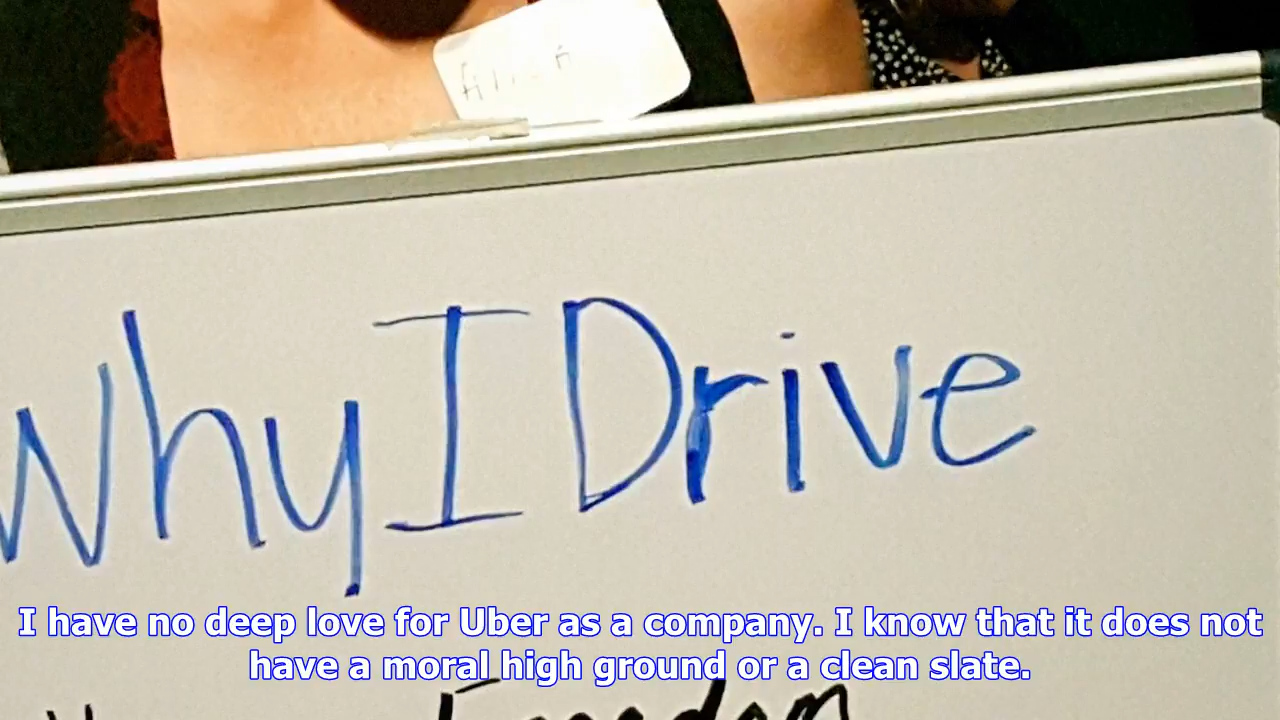 Why I Drive
I have no deep love for Uber as a company. I know that it does not
have a moral high ground or a clean slate.
Freedom